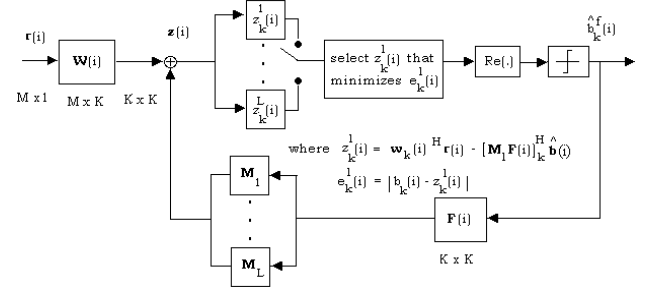 r(i)
W(i)
M x 1
M x K
K x K
z(i)
z_k^1(i)
z_k^L(i)
select z_k^l(i) that
minimizes e_k^l(i)
Re(.)
b̂_k^f(i)
where z_k^l(i) = w_k(i)^H r(i) - [M_l F(i)]_k^H b̂(i)
e_k^l(i) = |b_k(i) - z_k^l(i)|
M_1
M_L
F(i)
K x K